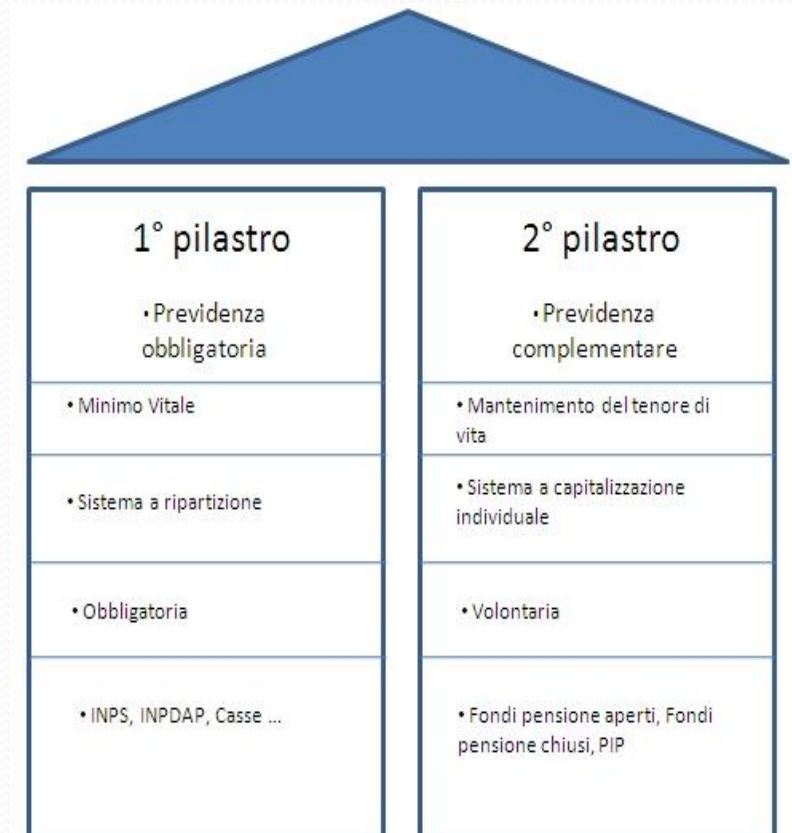 1° pilastro
•Previdenza
obbligatoria
• Minimo Vitale
• Sistema a ripartizione
• Obbligatoria
• INPS, INPDAP, Casse ...
2° pilastro
•Previdenza
complementare
• Mantenimento del tenore di
vita
• Sistema a capitalizzazione
individuale
• Volontaria
• Fondi pensione aperti, Fondi
pensione chiusi, PIP